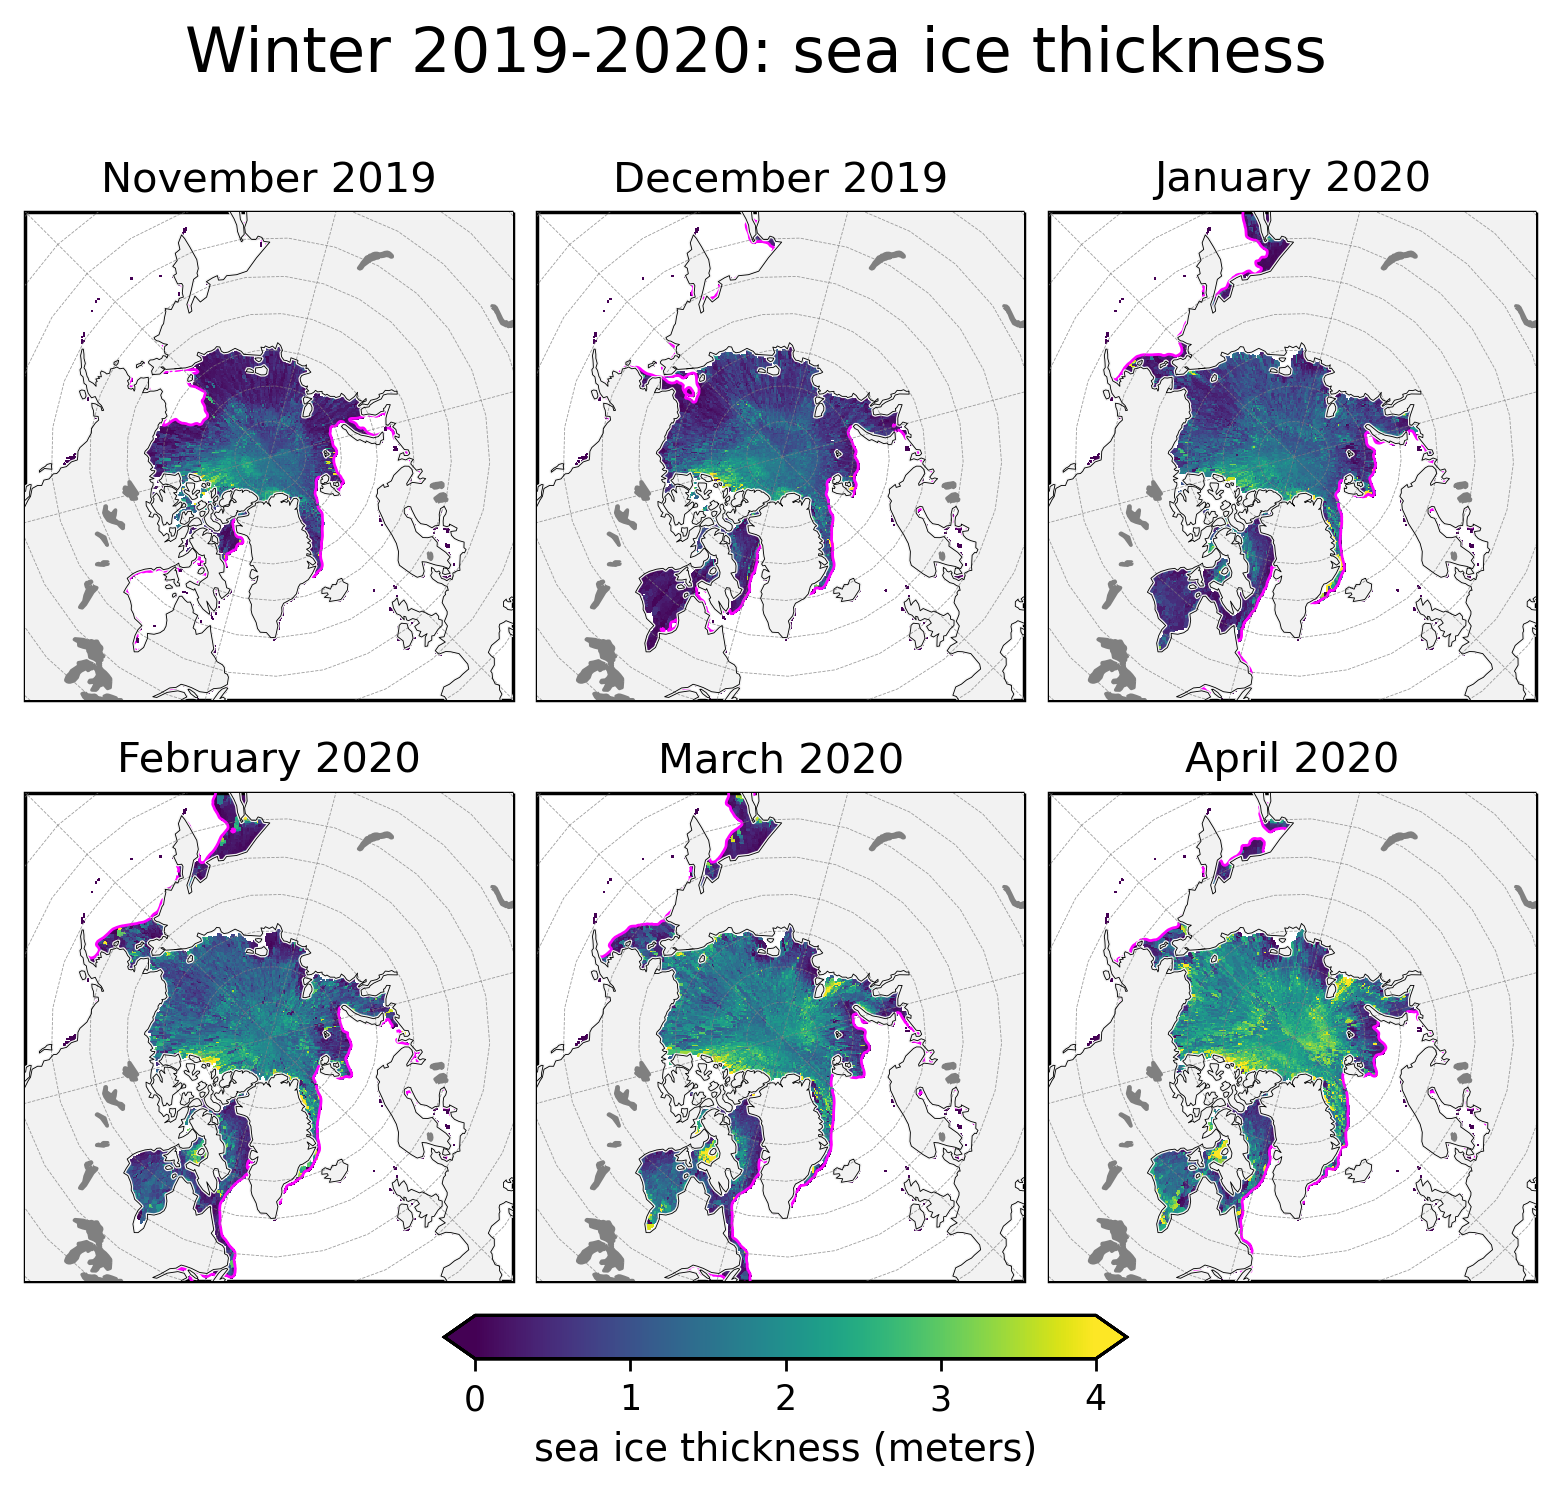 Winter 2019-2020: sea ice thickness
November 2019
December 2019
January 2020
February 2020
March 2020
April 2020
0 1 2 3 4
sea ice thickness (meters)